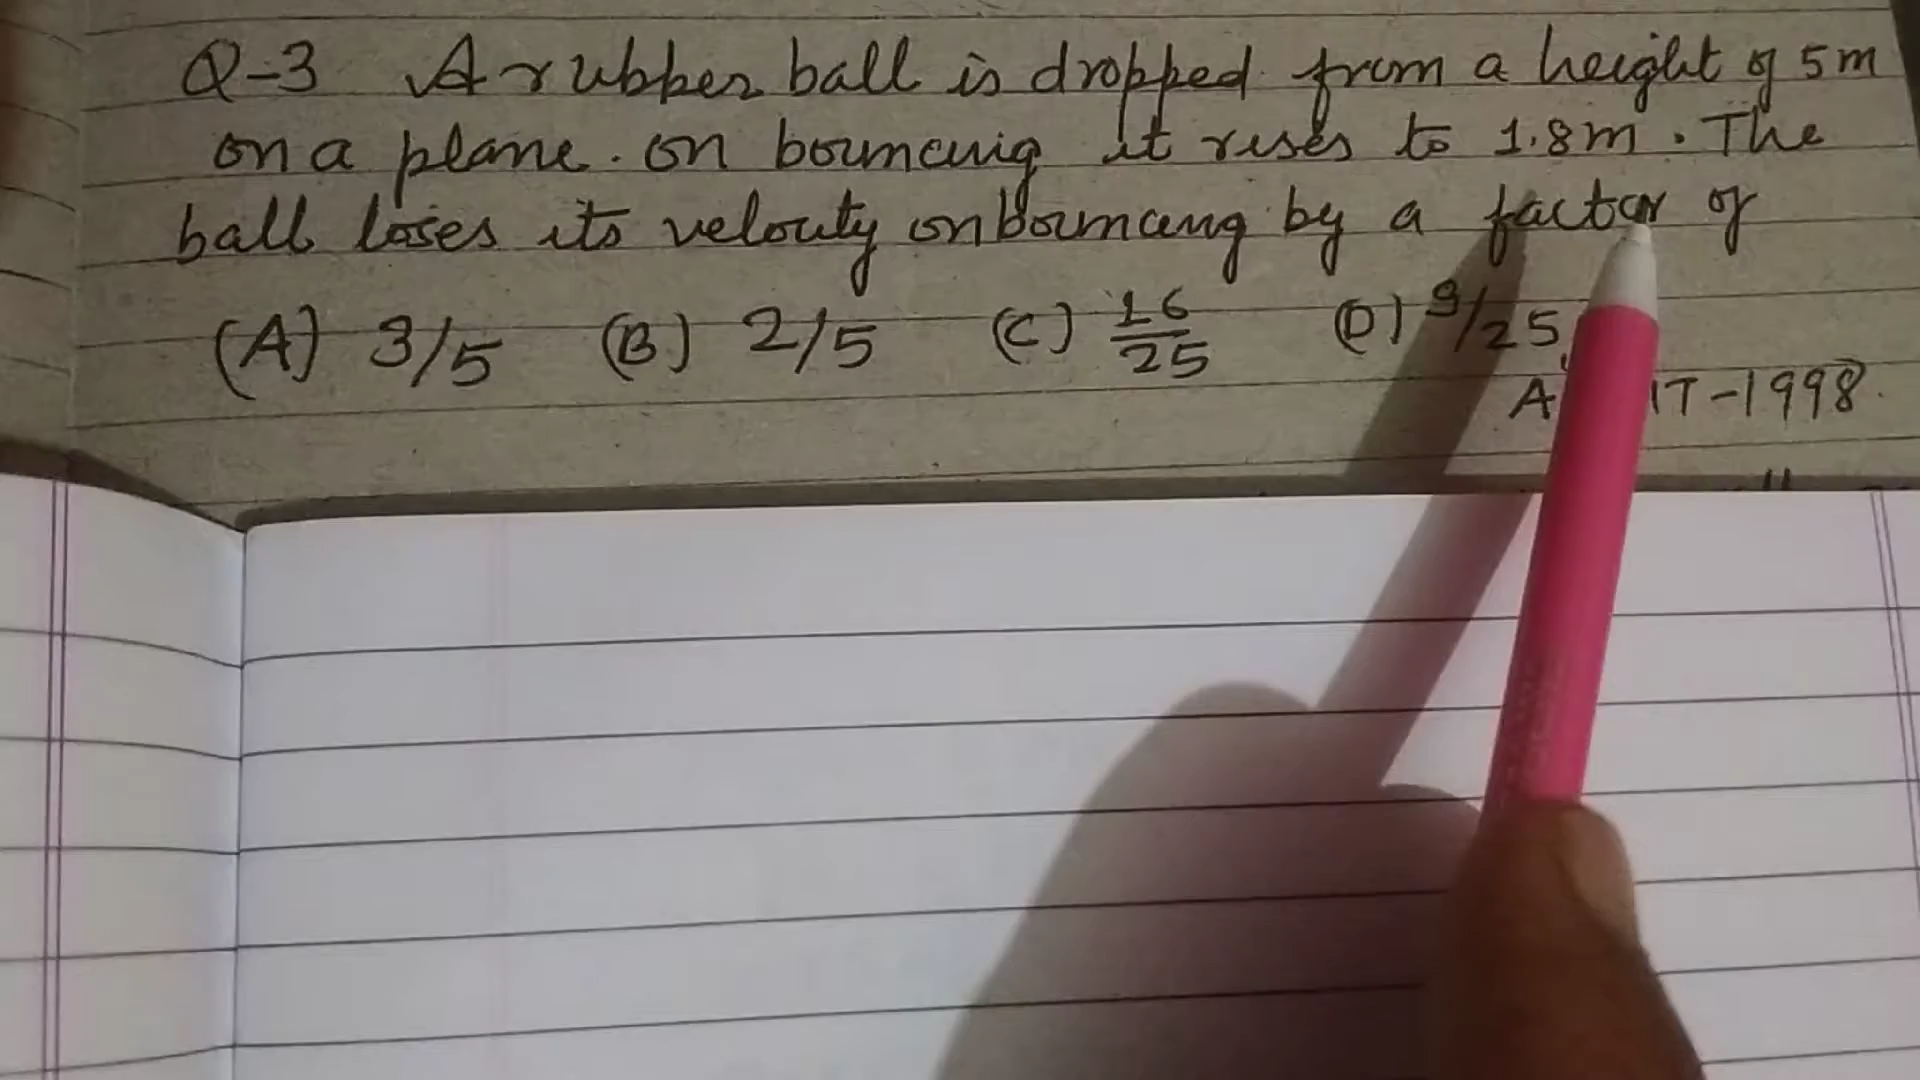 Q-3 A rubber ball is dropped from a height of 5m
on a plane. on bouncing it rises to 1.8m. The
ball loses its velocity on bouncing by a factor of
(A) 3/5 (B) 2/5 (C) 16/25 (D) 9/25
A IT-1998.